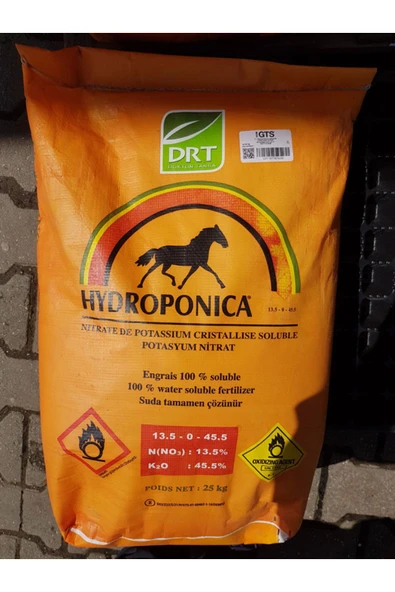 DRT
İGTS
HYDROPONICA®
13.5 - 0 - 45.5
NITRATE DE POTASSIUM CRISTALLISE SOLUBLE
POTASYUM NİTRAT
Engrais 100 % soluble
100 % water soluble fertilizer
Suda tamamen çözünür
13.5 - 0 - 45.5
N(NO₃) : 13.5%
K₂O : 45.5%
OXIDIZING AGENT
POIDS NET : 25 kg